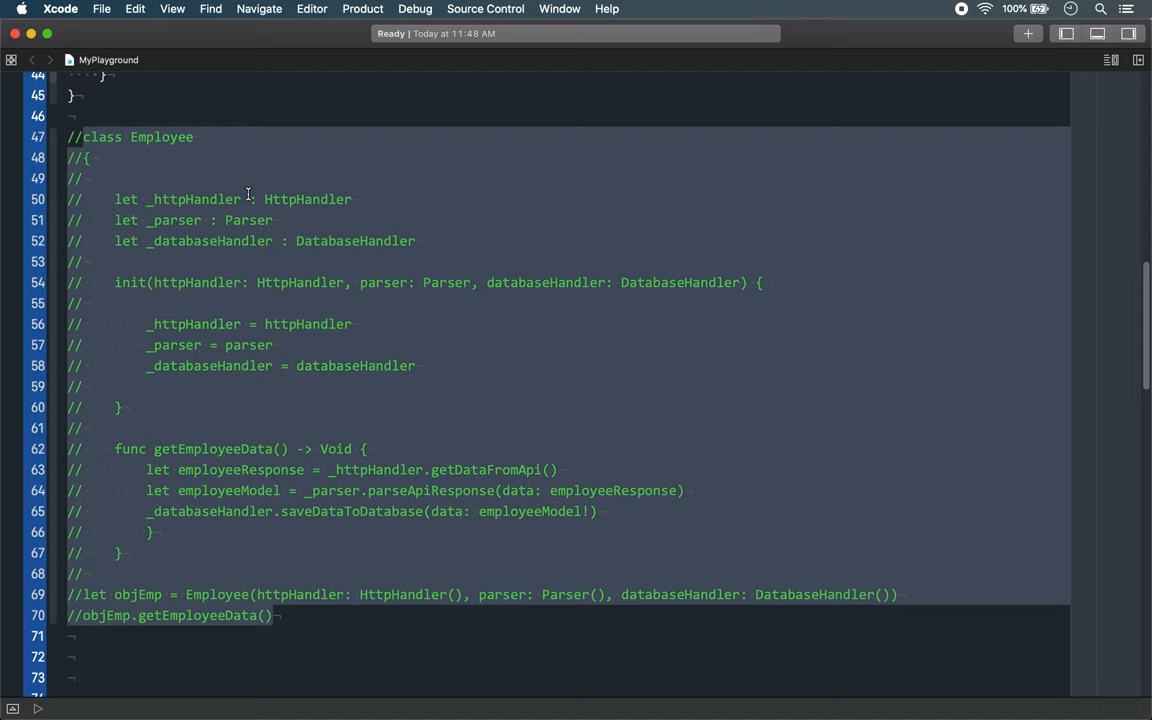 Xcode File Edit View Find Navigate Editor Product Debug Source Control Window Help 100%
Ready | Today at 11:48 AM
MyPlayground
44 }
45 }
46
47 //class Employee
48 //{
49 //
50 // let _httpHandler : HttpHandler
51 // let _parser : Parser
52 // let _databaseHandler : DatabaseHandler
53 //
54 // init(httpHandler: HttpHandler, parser: Parser, databaseHandler: DatabaseHandler) {
55 //
56 // _httpHandler = httpHandler
57 // _parser = parser
58 // _databaseHandler = databaseHandler
59 //
60 // }
61 //
62 // func getEmployeeData() -> Void {
63 // let employeeResponse = _httpHandler.getDataFromApi()
64 // let employeeModel = _parser.parseApiResponse(data: employeeResponse)
65 // _databaseHandler.saveDataToDatabase(data: employeeModel!)
66 // }
67 // }
68 //
69 //let objEmp = Employee(httpHandler: HttpHandler(), parser: Parser(), databaseHandler: DatabaseHandler())
70 //objEmp.getEmployeeData()
71
72
73